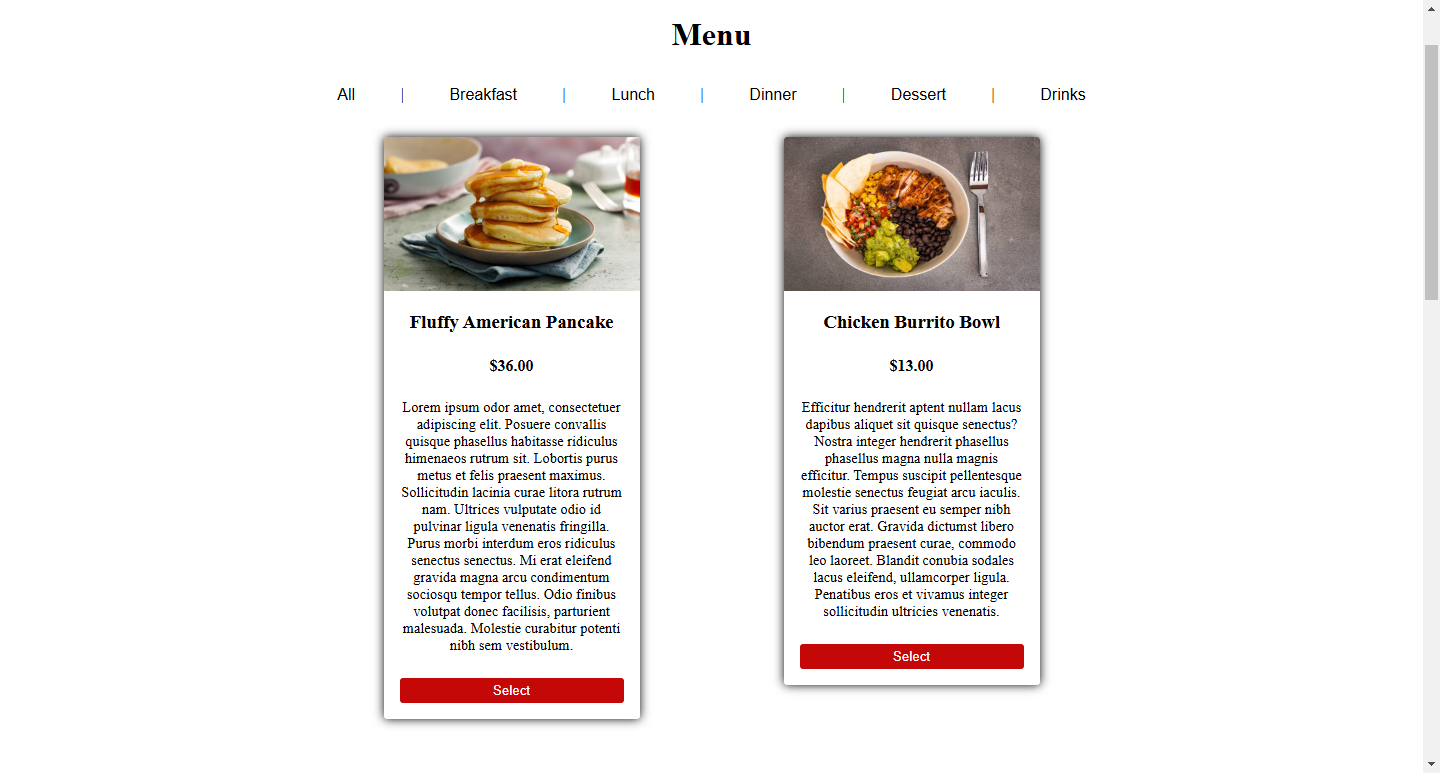 Menu
All | Breakfast | Lunch | Dinner | Dessert | Drinks
Fluffy American Pancake
$36.00
Lorem ipsum odor amet, consectetuer
adipiscing elit. Posuere convallis
quisque phasellus habitasse ridiculus
himenaeos rutrum sit. Lobortis purus
metus et felis praesent maximus.
Sollicitudin lacinia curae litora rutrum
nam. Ultrices vulputate odio id
pulvinar ligula venenatis fringilla.
Purus morbi interdum eros ridiculus
senectus senectus. Mi erat eleifend
gravida magna arcu condimentum
sociosqu tempor tellus. Odio finibus
volutpat donec facilisis, parturient
malesuada. Molestie curabitur potenti
nibh sem vestibulum.
Select
Chicken Burrito Bowl
$13.00
Efficitur hendrerit aptent nullam lacus
dapibus aliquet sit quisque senectus?
Nostra integer hendrerit phasellus
phasellus magna nulla magnis
efficitur. Tempus suscipit pellentesque
molestie senectus feugiat arcu iaculis.
Sit varius praesent eu semper nibh
auctor erat. Gravida dictumst libero
bibendum praesent curae, commodo
leo laoreet. Blandit conubia sodales
lacus eleifend, ullamcorper ligula.
Penatibus eros et vivamus integer
sollicitudin ultricies venenatis.
Select